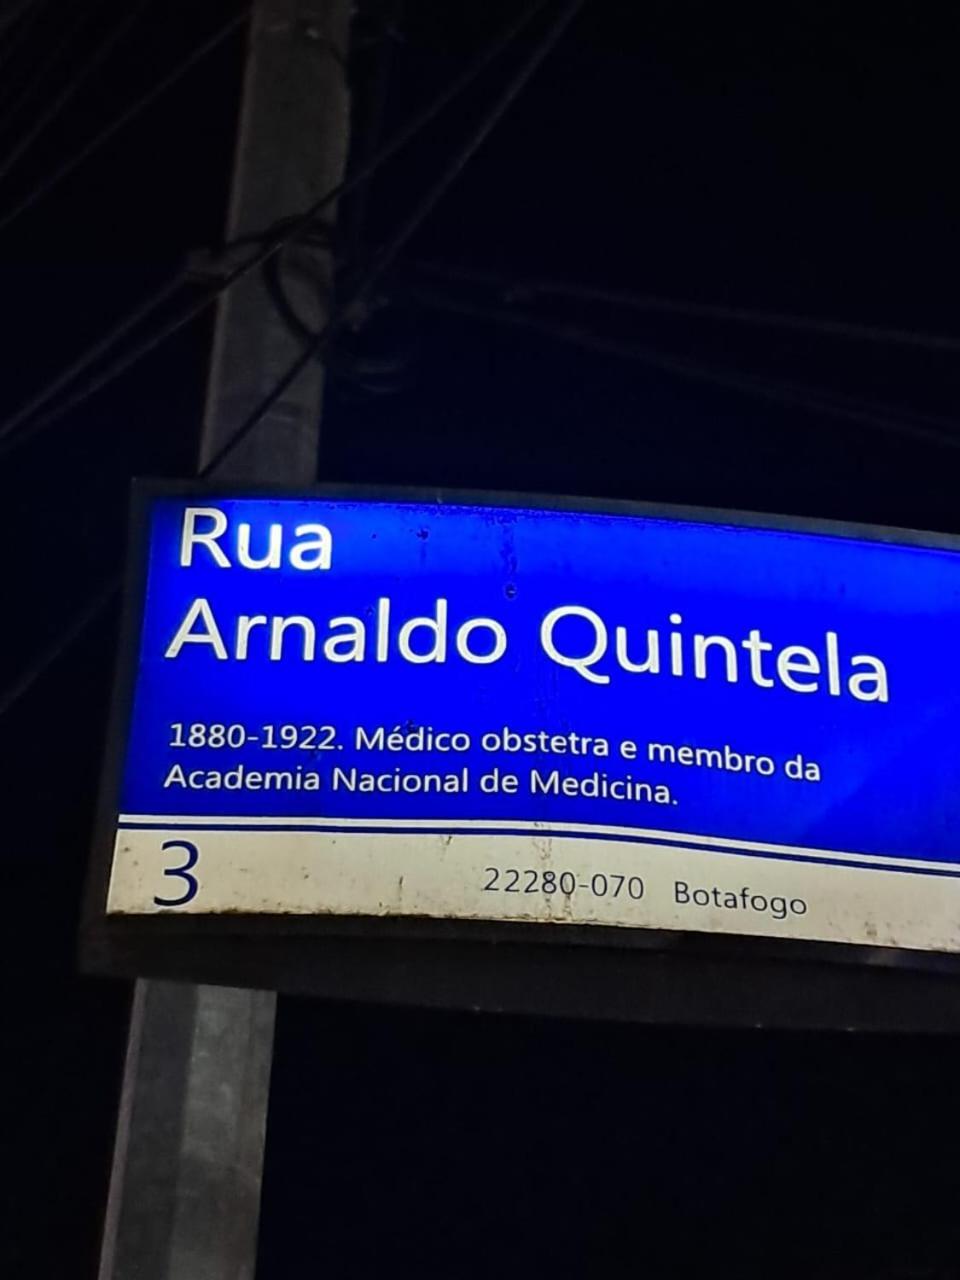 Rua
Arnaldo Quintela
1880-1922. Médico obstetra e membro da
Academia Nacional de Medicina.
3 22280-070 Botafogo